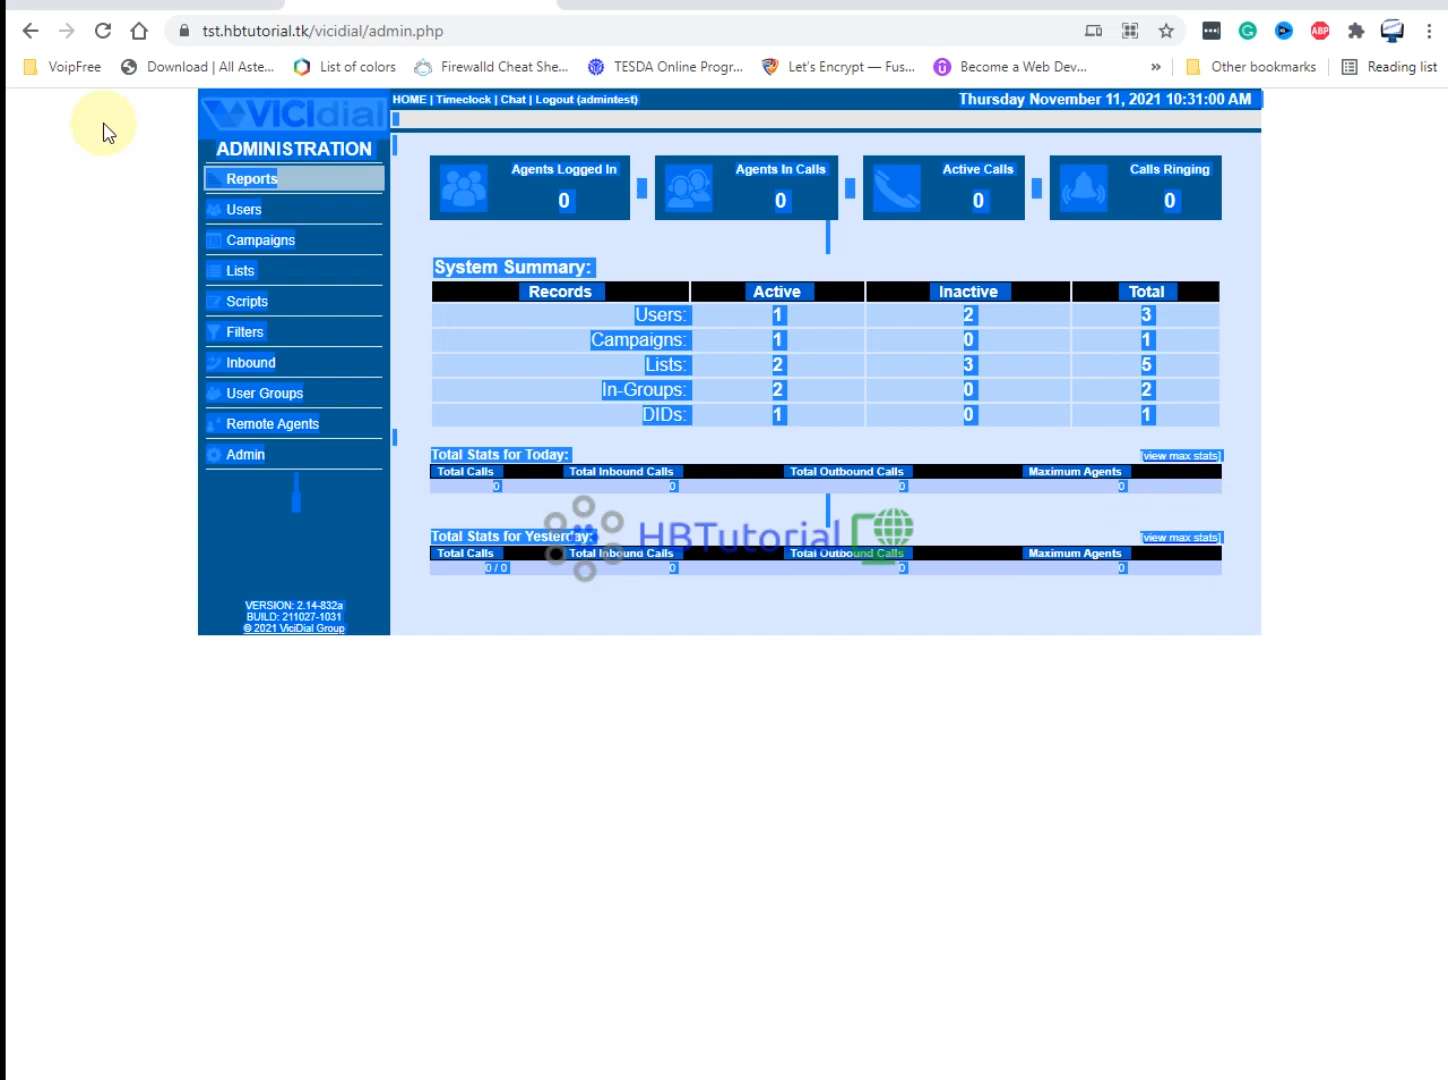 tst.hbtutorial.tk/vicidial/admin.php
ABP
VoipFree Download | All Aste... List of colors Firewalld Cheat She... TESDA Online Progr... Let's Encrypt — Fus... Become a Web Dev... » Other bookmarks Reading list
VICIdial
HOME | Timeclock | Chat | Logout (admintest) Thursday November 11, 2021 10:31:00 AM
ADMINISTRATION
Reports
Users
Campaigns
Lists
Scripts
Filters
Inbound
User Groups
Remote Agents
Admin
VERSION: 2.14-832a
BUILD: 211027-1031
© 2021 ViciDial Group
Agents Logged In Agents In Calls Active Calls Calls Ringing
0 0 0 0
System Summary:
Records Active Inactive Total
Users: 1 2 3
Campaigns: 1 0 1
Lists: 2 3 5
In-Groups: 2 0 2
DIDs: 1 0 1
Total Stats for Today: [view max stats]
Total Calls Total Inbound Calls Total Outbound Calls Maximum Agents
0 0 0 0
HBTutorial
Total Stats for Yesterday: [view max stats]
Total Calls Total Inbound Calls Total Outbound Calls Maximum Agents
0 / 0 0 0 0